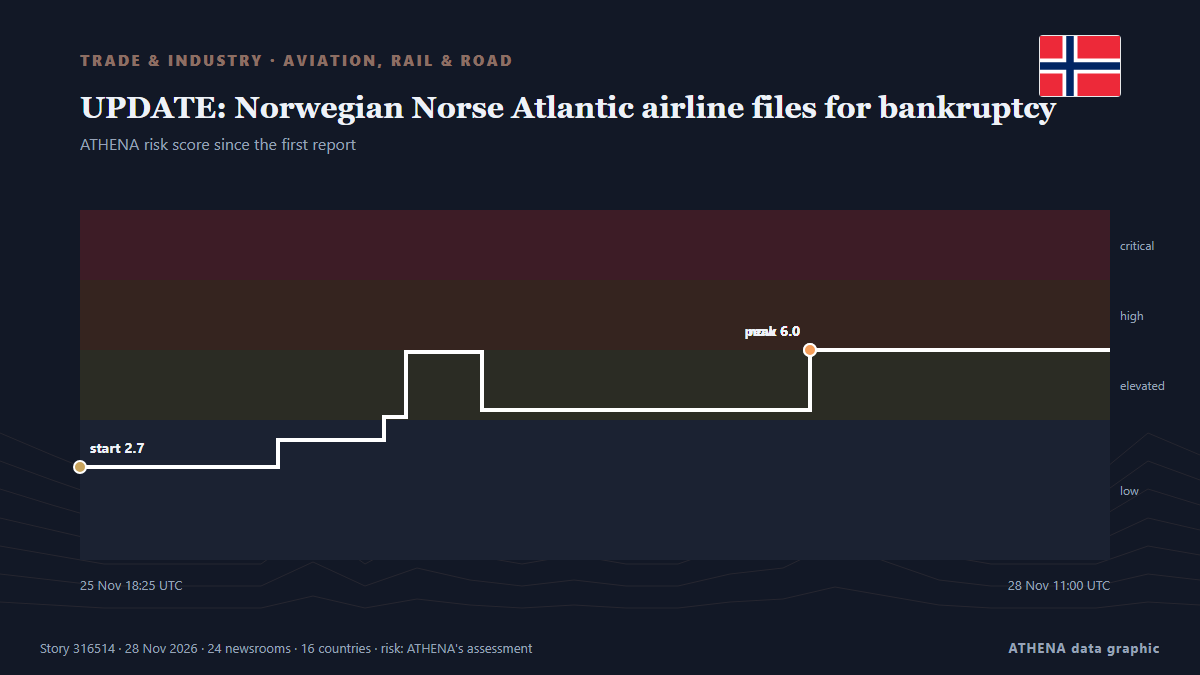 TRADE & INDUSTRY · AVIATION, RAIL & ROAD
UPDATE: Norwegian Norse Atlantic airline files for bankruptcy
ATHENA risk score since the first report
critical
high
peak 6.0
elevated
start 2.7
low
25 Nov 18:25 UTC
28 Nov 11:00 UTC
Story 316514 · 28 Nov 2026 · 24 newsrooms · 16 countries · risk: ATHENA's assessment
ATHENA data graphic